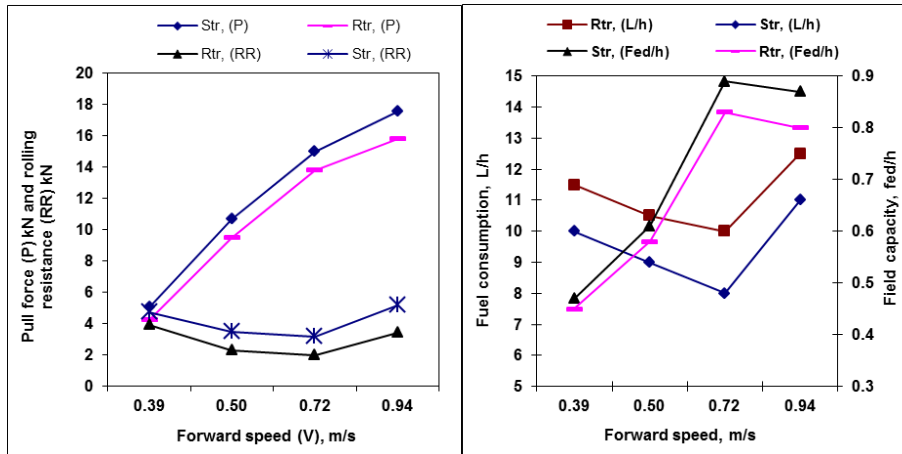 Str, (P)
Rtr, (P)
Rtr, (RR)
Str, (RR)
20
18
16
14
12
10
8
6
4
2
0
Pull force (P) kN and rolling
resistance (RR) kN
0.39
0.50
0.72
0.94
Forward speed (V), m/s
Rtr, (L/h)
Str, (L/h)
Str, (Fed/h)
Rtr, (Fed/h)
15
14
13
12
11
10
9
8
7
6
5
Fuel consumption, L/h
0.9
0.8
0.7
0.6
0.5
0.4
0.3
Field capacity, fed/h
0.39
0.50
0.72
0.94
Forward speed, m/s